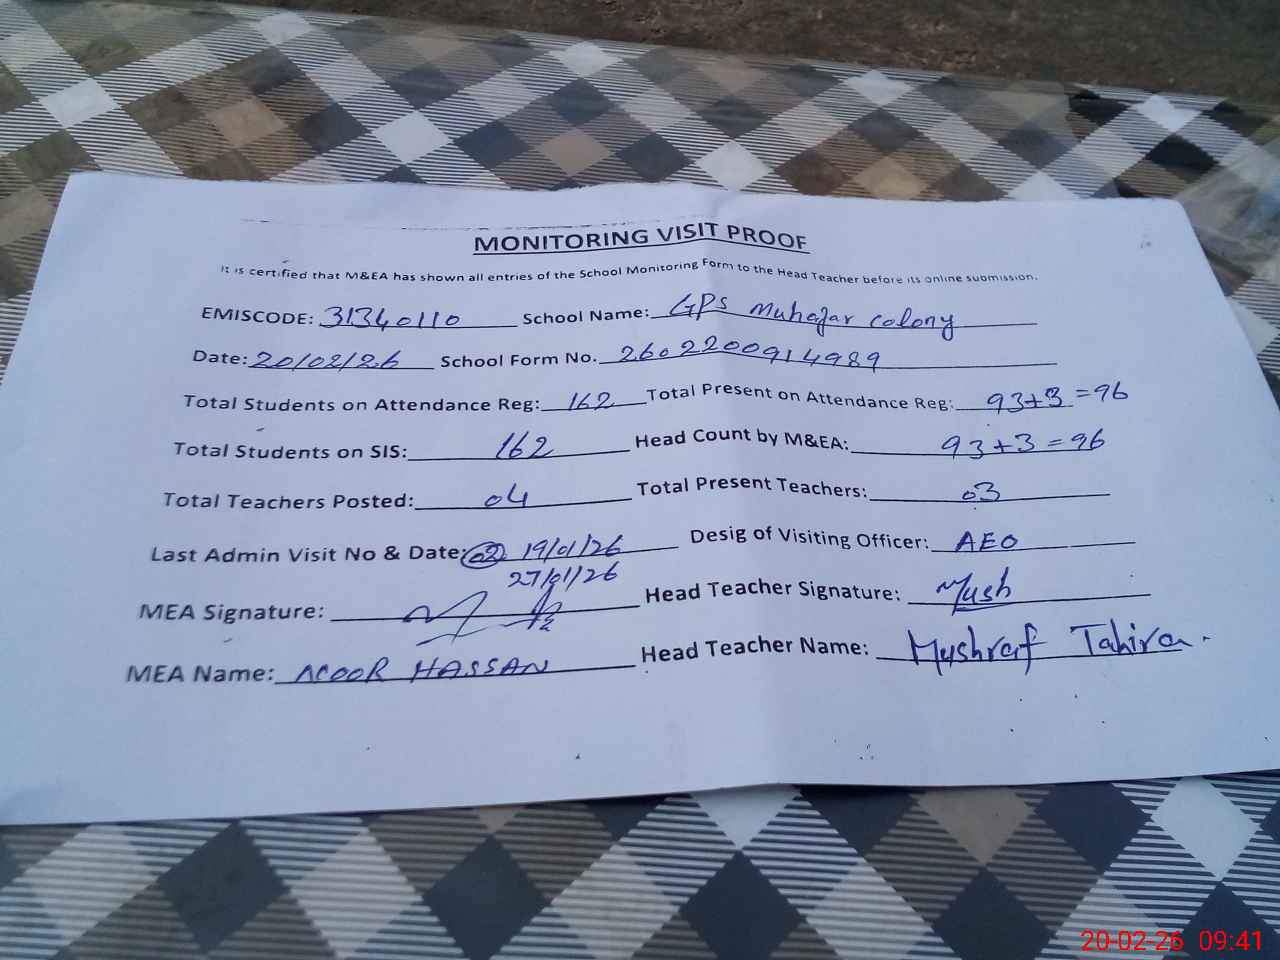 MONITORING VISIT PROOF
It is certified that M&EA has shown all entries of the School Monitoring Form to the Head Teacher before its online submission.
EMISCODE: 31340110 School Name: GPS Muhajar Colony
Date: 20/02/26 School Form No. 2602200914989
Total Students on Attendance Reg: 162 Total Present on Attendance Reg: 93+3=96
Total Students on SIS: 162 Head Count by M&EA: 93+3=96
Total Teachers Posted: 04 Total Present Teachers: 03
Last Admin Visit No & Date: 02 19/01/26 Desig of Visiting Officer: AEO
27/01/26
MEA Signature: Head Teacher Signature: Mush
MEA Name: HASSAN Head Teacher Name: Mushraf Tahira.
20-02-26 09:41